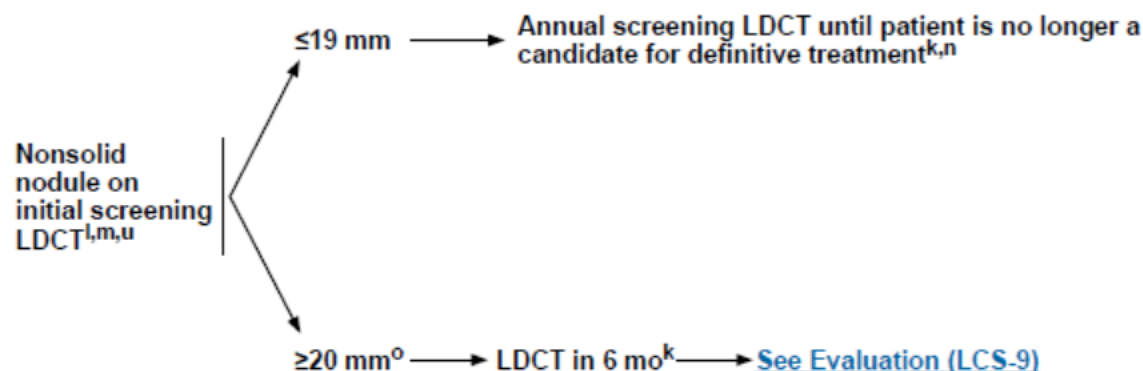 ≤19 mm
Annual screening LDCT until patient is no longer a
candidate for definitive treatmentk,n
Nonsolid
nodule on
initial screening
LDCTl,m,u
≥20 mmo
LDCT in 6 mok
See Evaluation (LCS-9)